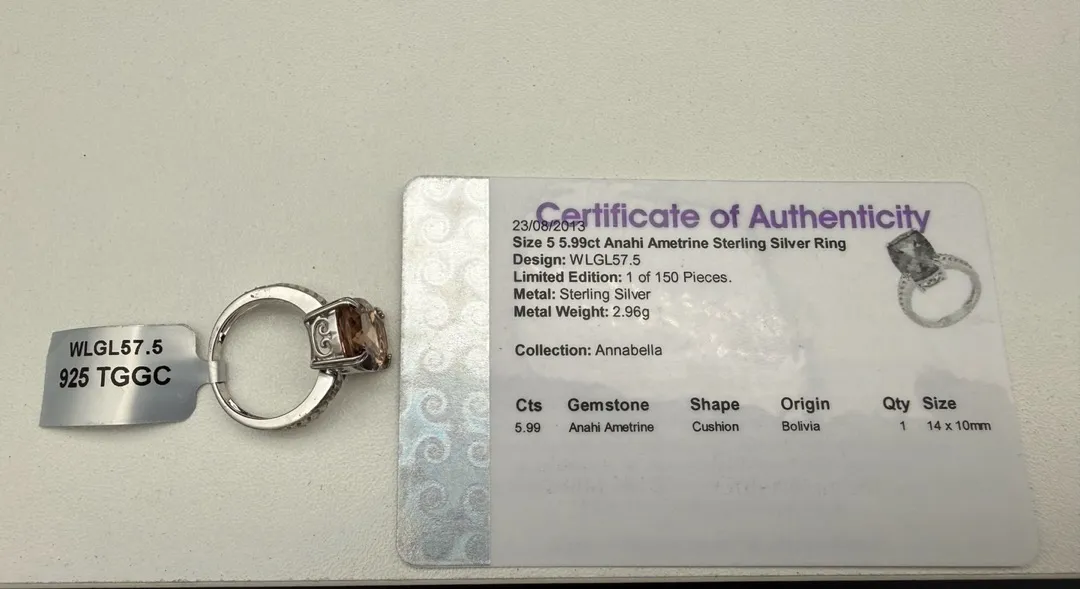 WLGL57.5
925 TGGC
Certificate of Authenticity
23/08/2013
Size 5 5.99ct Anahi Ametrine Sterling Silver Ring
Design: WLGL57.5
Limited Edition: 1 of 150 Pieces.
Metal: Sterling Silver
Metal Weight: 2.96g
Collection: Annabella
Cts Gemstone Shape Origin Qty Size
5.99 Anahi Ametrine Cushion Bolivia 1 14 x 10mm